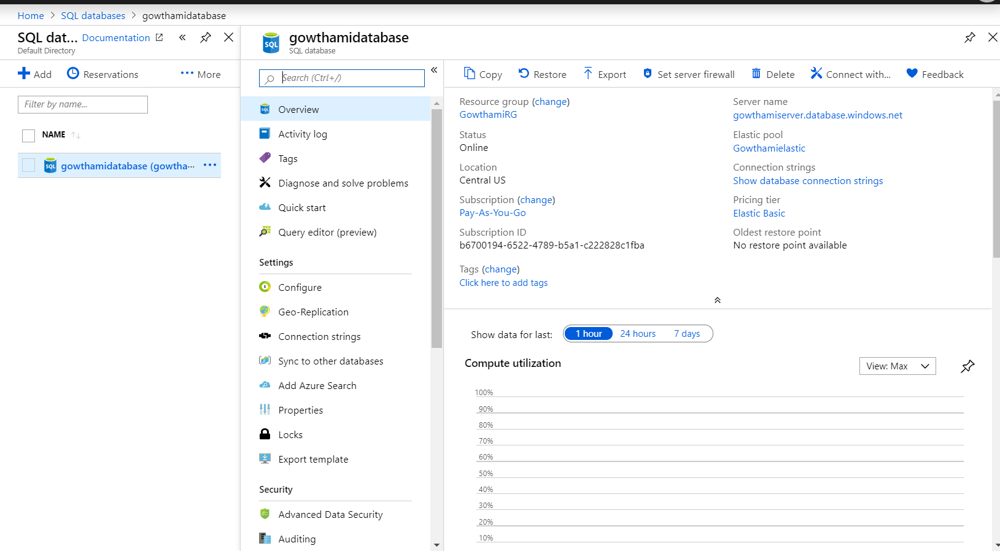 Home > SQL databases > gowthamidatabase
SQL dat... Documentation
Default Directory
Add Reservations More
Filter by name...
NAME
gowthamidatabase (gowtha...
gowthamidatabase
SQL database
Search (Ctrl+/)
Overview
Activity log
Tags
Diagnose and solve problems
Quick start
Query editor (preview)
Settings
Configure
Geo-Replication
Connection strings
Sync to other databases
Add Azure Search
Properties
Locks
Export template
Security
Advanced Data Security
Auditing
Copy Restore Export Set server firewall Delete Connect with... Feedback
Resource group (change)
GowthamiRG
Status
Online
Location
Central US
Subscription (change)
Pay-As-You-Go
Subscription ID
b6700194-6522-4789-b5a1-c222828c1fba
Tags (change)
Click here to add tags
Server name
gowthamiserver.database.windows.net
Elastic pool
Gowthamielastic
Connection strings
Show database connection strings
Pricing tier
Elastic Basic
Oldest restore point
No restore point available
Show data for last: 1 hour 24 hours 7 days
Compute utilization
View: Max
100%
90%
80%
70%
60%
50%
40%
30%
20%
10%